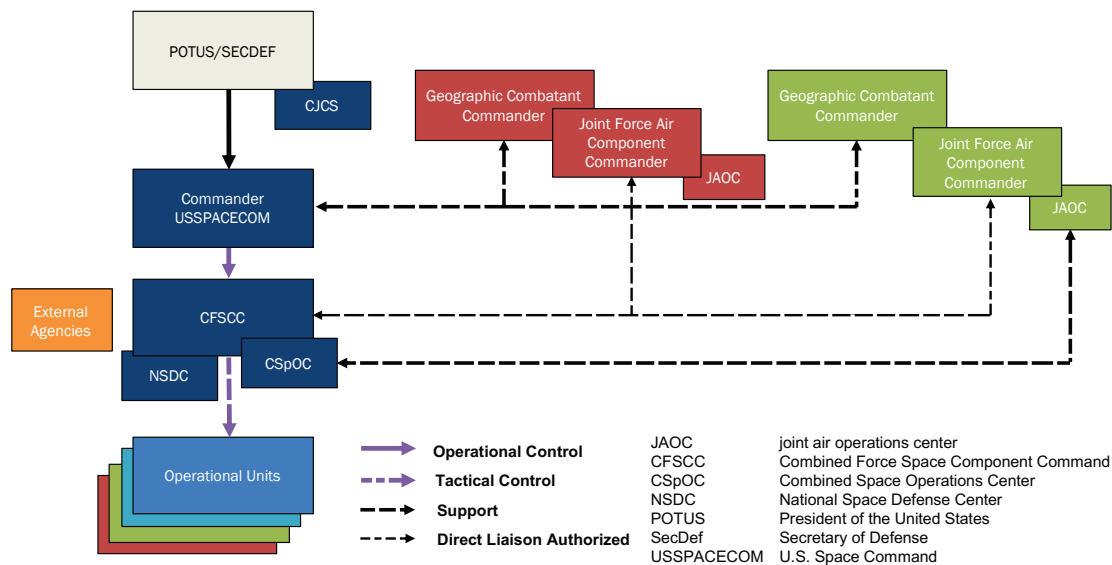 POTUS/SECDEF
CJCS
Geographic Combatant
Commander
Joint Force Air
Component
Commander
JAOC
Geographic Combatant
Commander
Joint Force Air
Component
Commander
JAOC
Commander
USSPACECOM
External
Agencies
CFSCC
NSDC
CSpOC
Operational Units
Operational Control
Tactical Control
Support
Direct Liaison Authorized
JAOC joint air operations center
CFSCC Combined Force Space Component Command
CSpOC Combined Space Operations Center
NSDC National Space Defense Center
POTUS President of the United States
SecDef Secretary of Defense
USSPACECOM U.S. Space Command